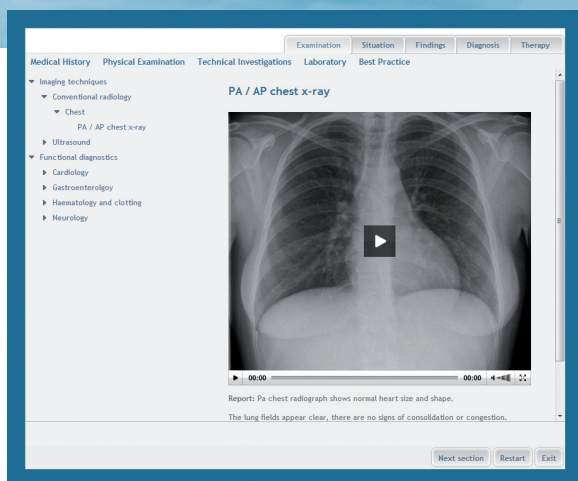 Examination Situation Findings Diagnosis Therapy
Medical History Physical Examination Technical Investigations Laboratory Best Practice
Imaging techniques
Conventional radiology
Chest
PA / AP chest x-ray
Ultrasound
Functional diagnostics
Cardiology
Gastroenterolgoy
Haematology and clotting
Neurology
PA / AP chest x-ray
00:00 00:00
Report: Pa chest radiograph shows normal heart size and shape.
The lung fields appear clear, there are no signs of consolidation or congestion.
Next section Restart Exit